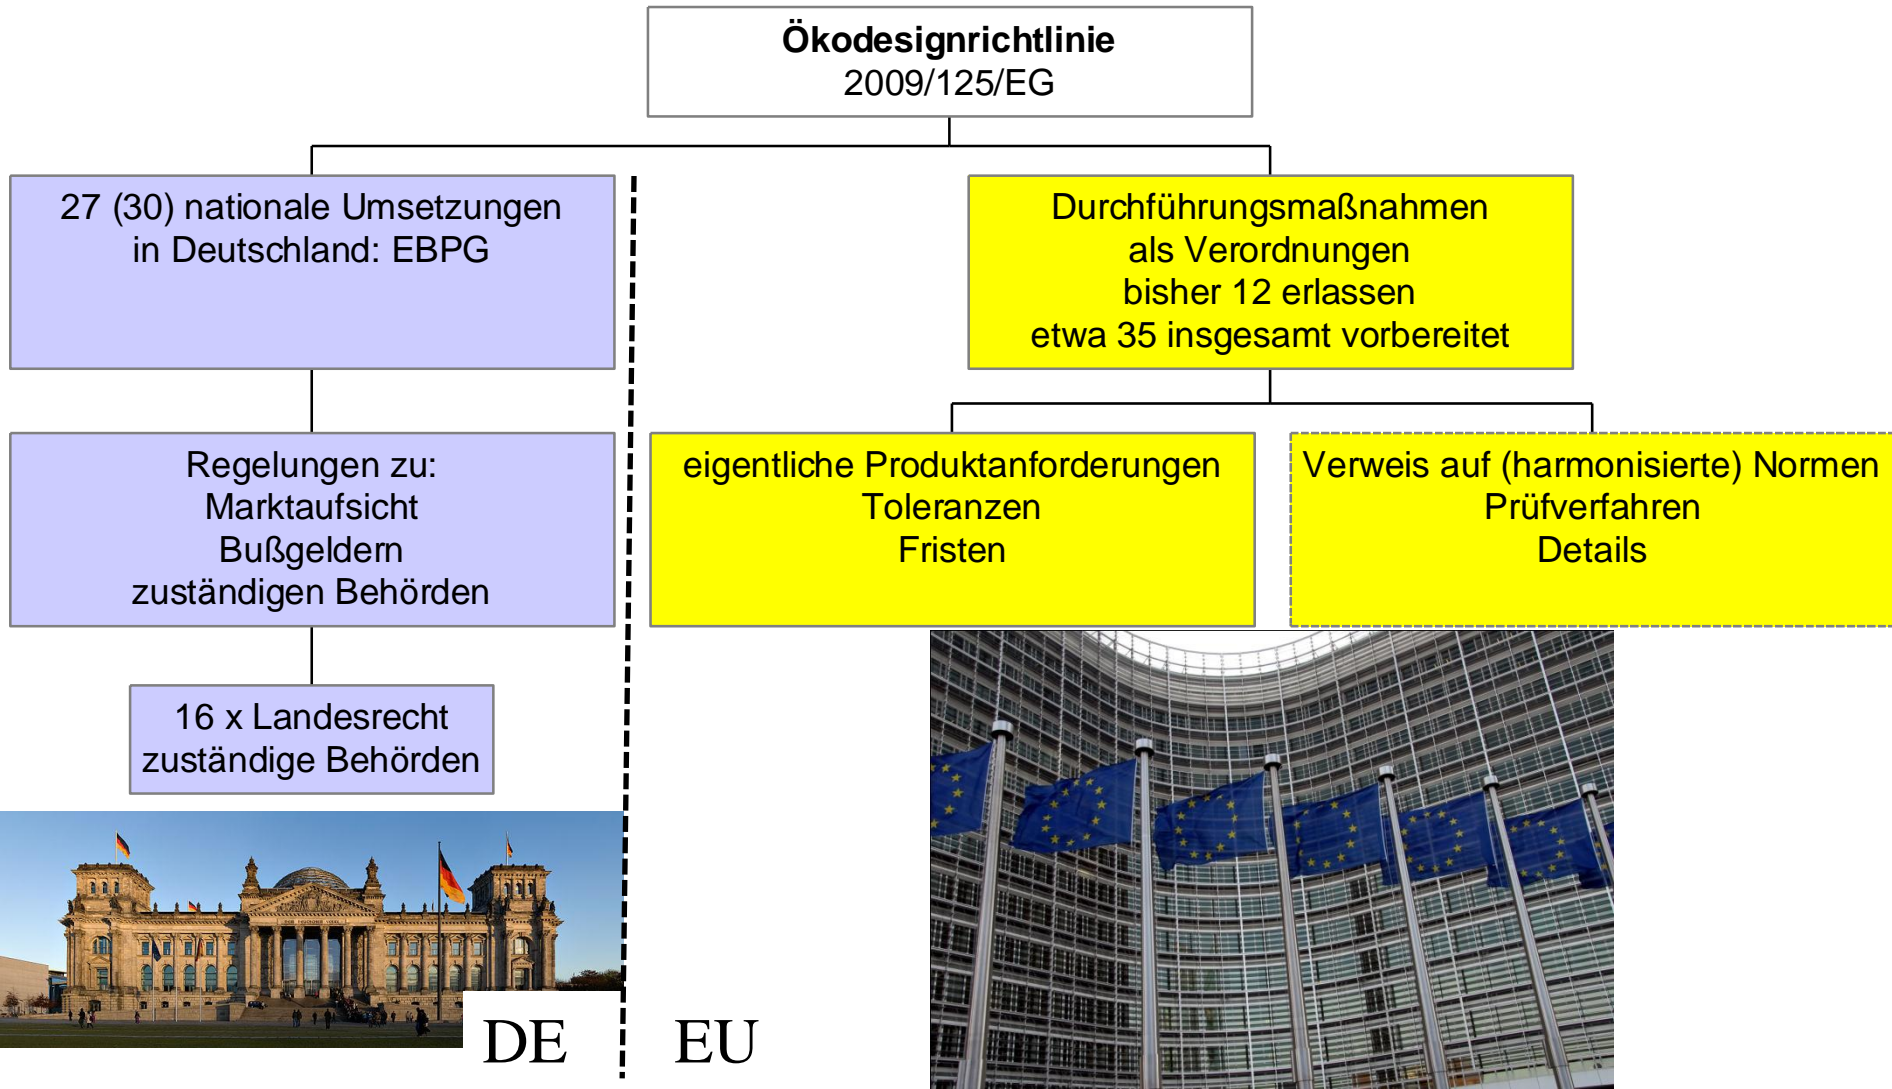 Ökodesignrichtlinie
2009/125/EG
27 (30) nationale Umsetzungen
in Deutschland: EBPG
Durchführungsmaßnahmen
als Verordnungen
bisher 12 erlassen
etwa 35 insgesamt vorbereitet
Regelungen zu:
Marktaufsicht
Bußgeldern
zuständigen Behörden
eigentliche Produktanforderungen
Toleranzen
Fristen
Verweis auf (harmonisierte) Normen
Prüfverfahren
Details
16 x Landesrecht
zuständige Behörden
DE
EU